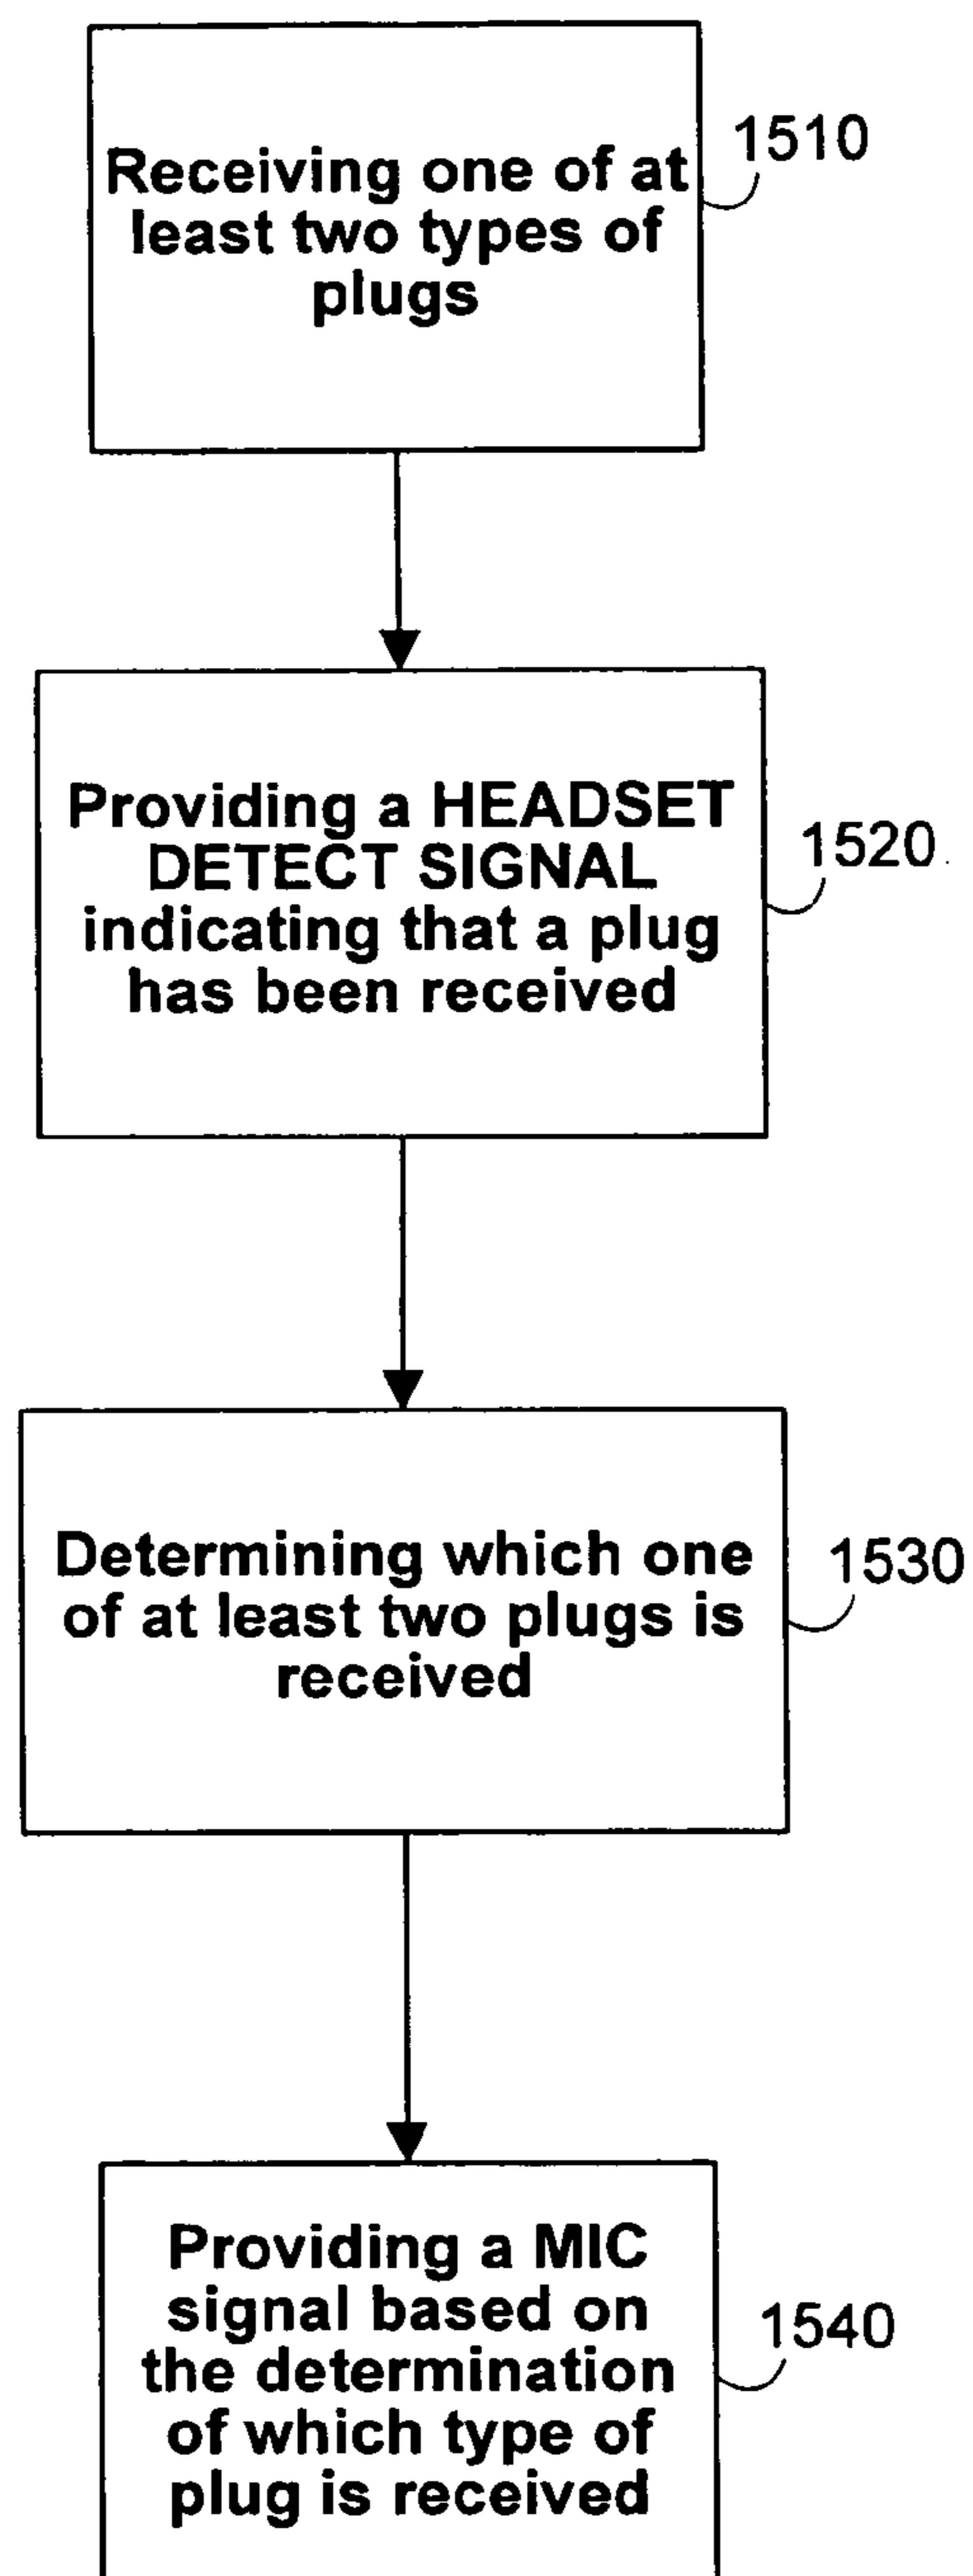 Receiving one of at
least two types of
plugs
1510
Providing a HEADSET
DETECT SIGNAL
indicating that a plug
has been received
1520
Determining which one
of at least two plugs is
received
1530
Providing a MIC
signal based on
the determination
of which type of
plug is received
1540